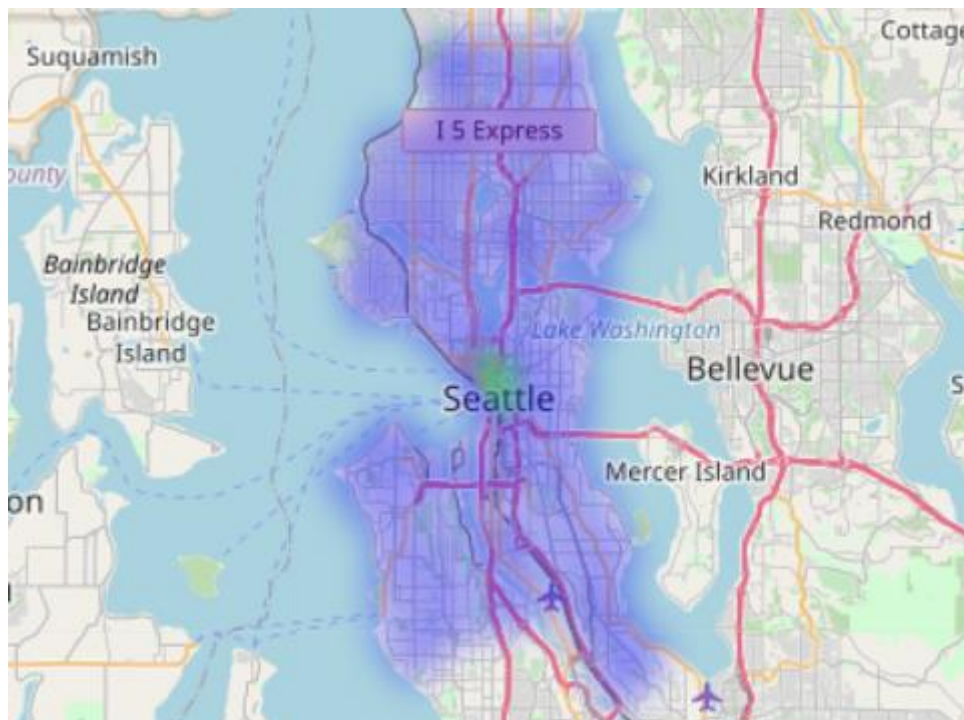 Suquamish
Cottage
I 5 Express
ounty
Kirkland
Redmond
Bainbridge
Island
Bainbridge
Island
Lake Washington
Bellevue
Seattle
S
Mercer Island
on